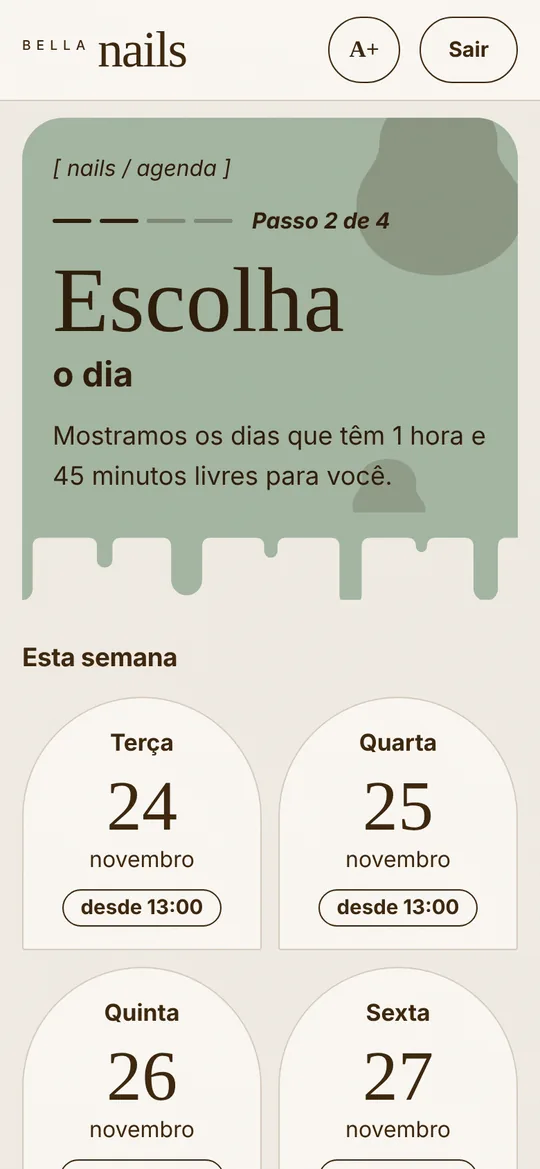 BELLA nails
A+
Sair
[ nails / agenda ]
Passo 2 de 4
Escolha
o dia
Mostramos os dias que têm 1 hora e
45 minutos livres para você.
Esta semana
Terça
24
novembro
desde 13:00
Quarta
25
novembro
desde 13:00
Quinta
26
novembro
Sexta
27
novembro